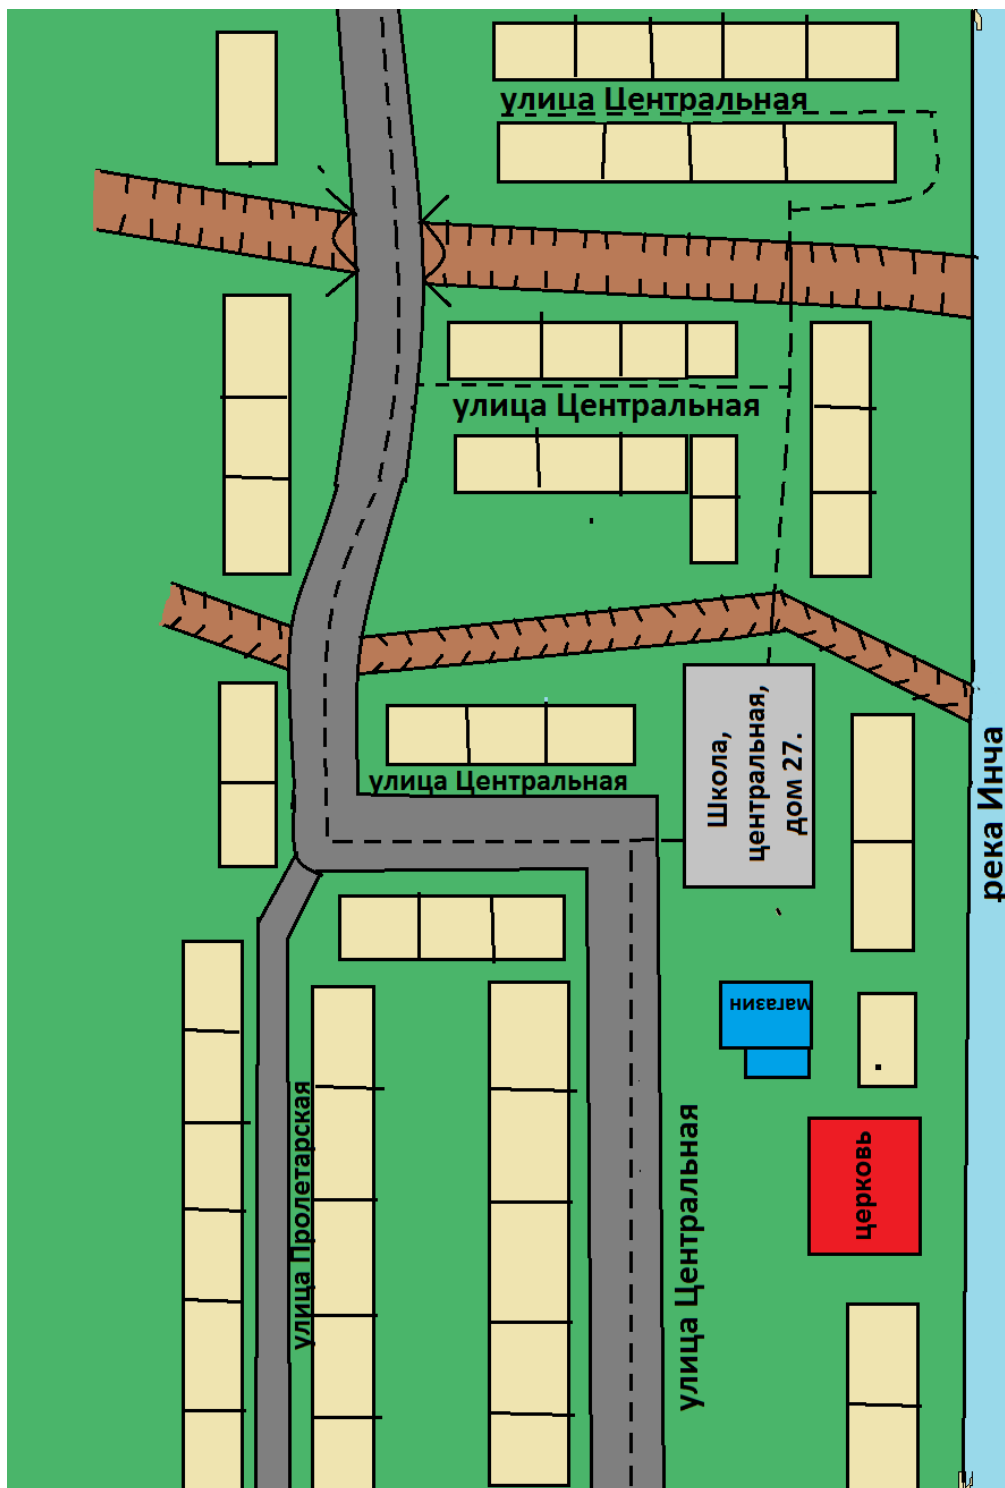 улица Центральная
улица Центральная
Школа,
центральная,
дом 27.
река Инча
улица Центральная
магазин
улица Пролетарская
улица Центральная
церковь